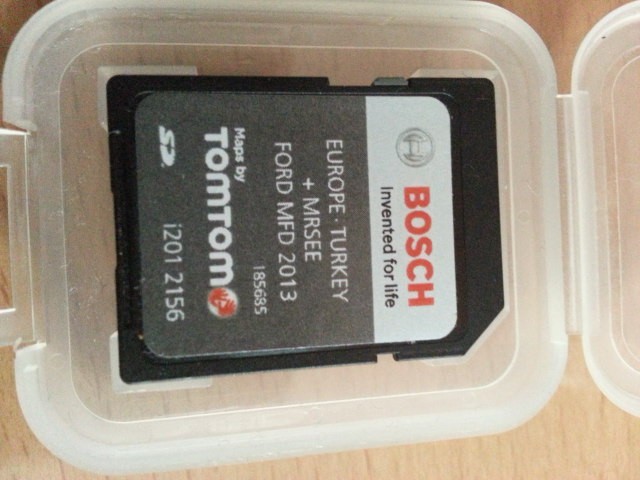 BOSCH
Invented for life
EUROPE · TURKEY
+ MRSEE
FORD MFD 2013
185685
Maps by
TOMTOM
SD
i201 2156